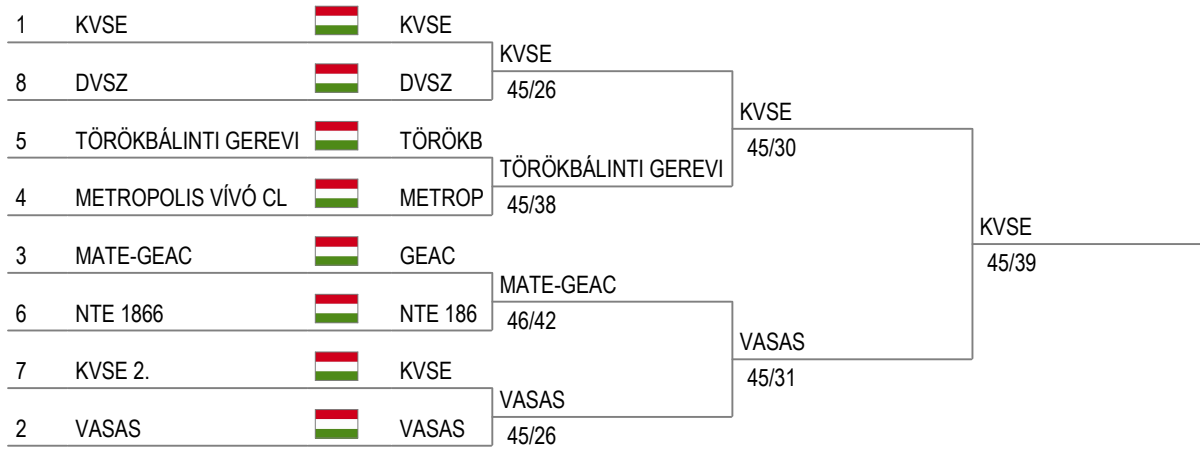 1 KVSE KVSE
KVSE
8 DVSZ DVSZ 45/26
KVSE
5 TÖRÖKBÁLINTI GEREVI TÖRÖKB 45/30
TÖRÖKBÁLINTI GEREVI
4 METROPOLIS VÍVÓ CL METROP 45/38
KVSE
3 MATE-GEAC GEAC 45/39
MATE-GEAC
6 NTE 1866 NTE 186 46/42
VASAS
7 KVSE 2. KVSE 45/31
VASAS
2 VASAS VASAS 45/26